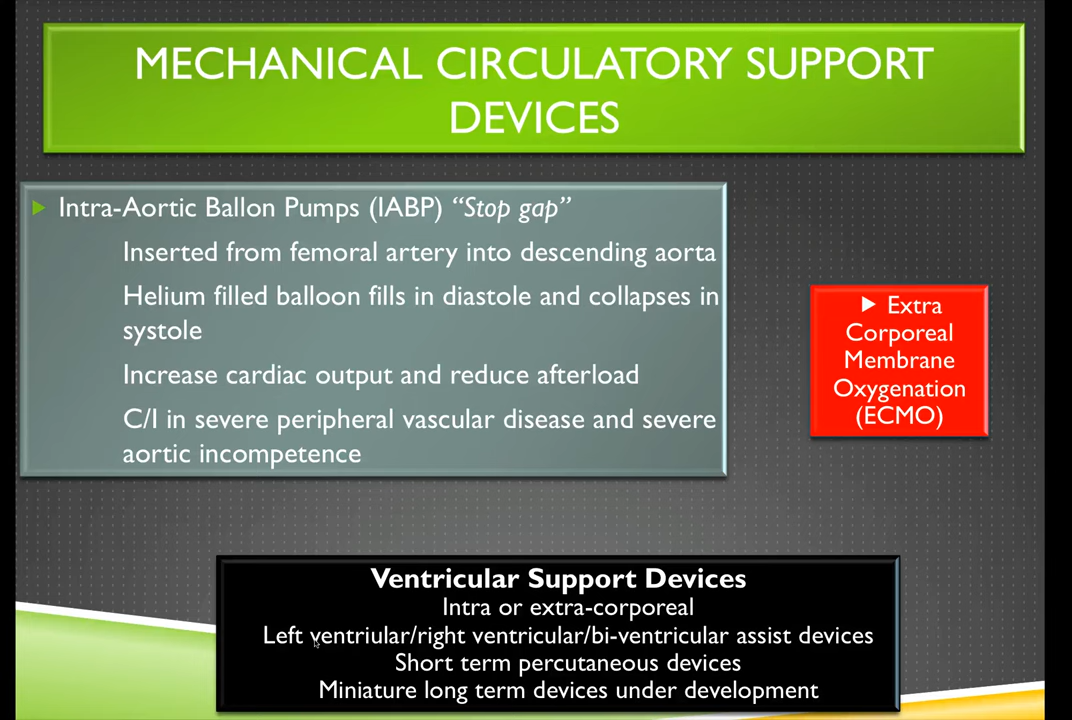 MECHANICAL CIRCULATORY SUPPORT
DEVICES
Intra-Aortic Ballon Pumps (IABP) “Stop gap”
Inserted from femoral artery into descending aorta
Helium filled balloon fills in diastole and collapses in
systole
Increase cardiac output and reduce afterload
C/I in severe peripheral vascular disease and severe
aortic incompetence
Extra
Corporeal
Membrane
Oxygenation
(ECMO)
Ventricular Support Devices
Intra or extra-corporeal
Left ventriular/right ventricular/bi-ventricular assist devices
Short term percutaneous devices
Miniature long term devices under development